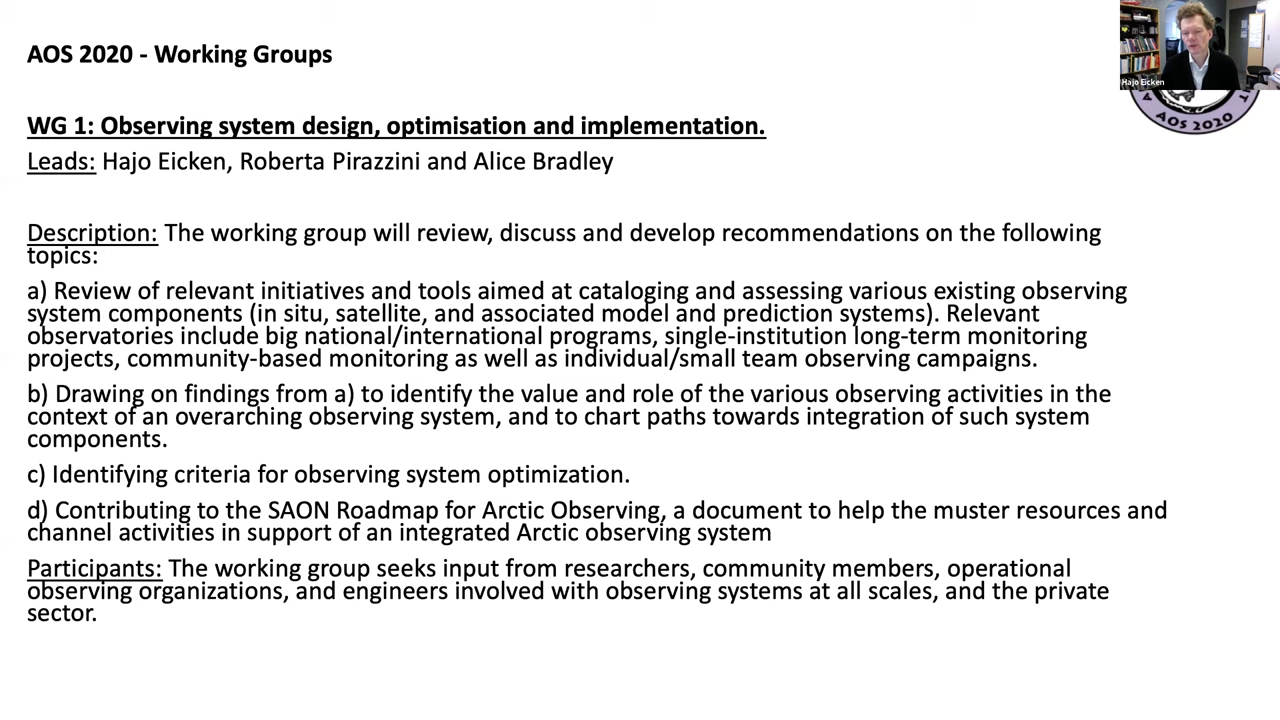 AOS 2020 - Working Groups
Hajo Eicken
AOS 2020
WG 1: Observing system design, optimisation and implementation.
Leads: Hajo Eicken, Roberta Pirazzini and Alice Bradley
Description: The working group will review, discuss and develop recommendations on the following
topics:
a) Review of relevant initiatives and tools aimed at cataloging and assessing various existing observing
system components (in situ, satellite, and associated model and prediction systems). Relevant
observatories include big national/international programs, single-institution long-term monitoring
projects, community-based monitoring as well as individual/small team observing campaigns.
b) Drawing on findings from a) to identify the value and role of the various observing activities in the
context of an overarching observing system, and to chart paths towards integration of such system
components.
c) Identifying criteria for observing system optimization.
d) Contributing to the SAON Roadmap for Arctic Observing, a document to help the muster resources and
channel activities in support of an integrated Arctic observing system
Participants: The working group seeks input from researchers, community members, operational
observing organizations, and engineers involved with observing systems at all scales, and the private
sector.